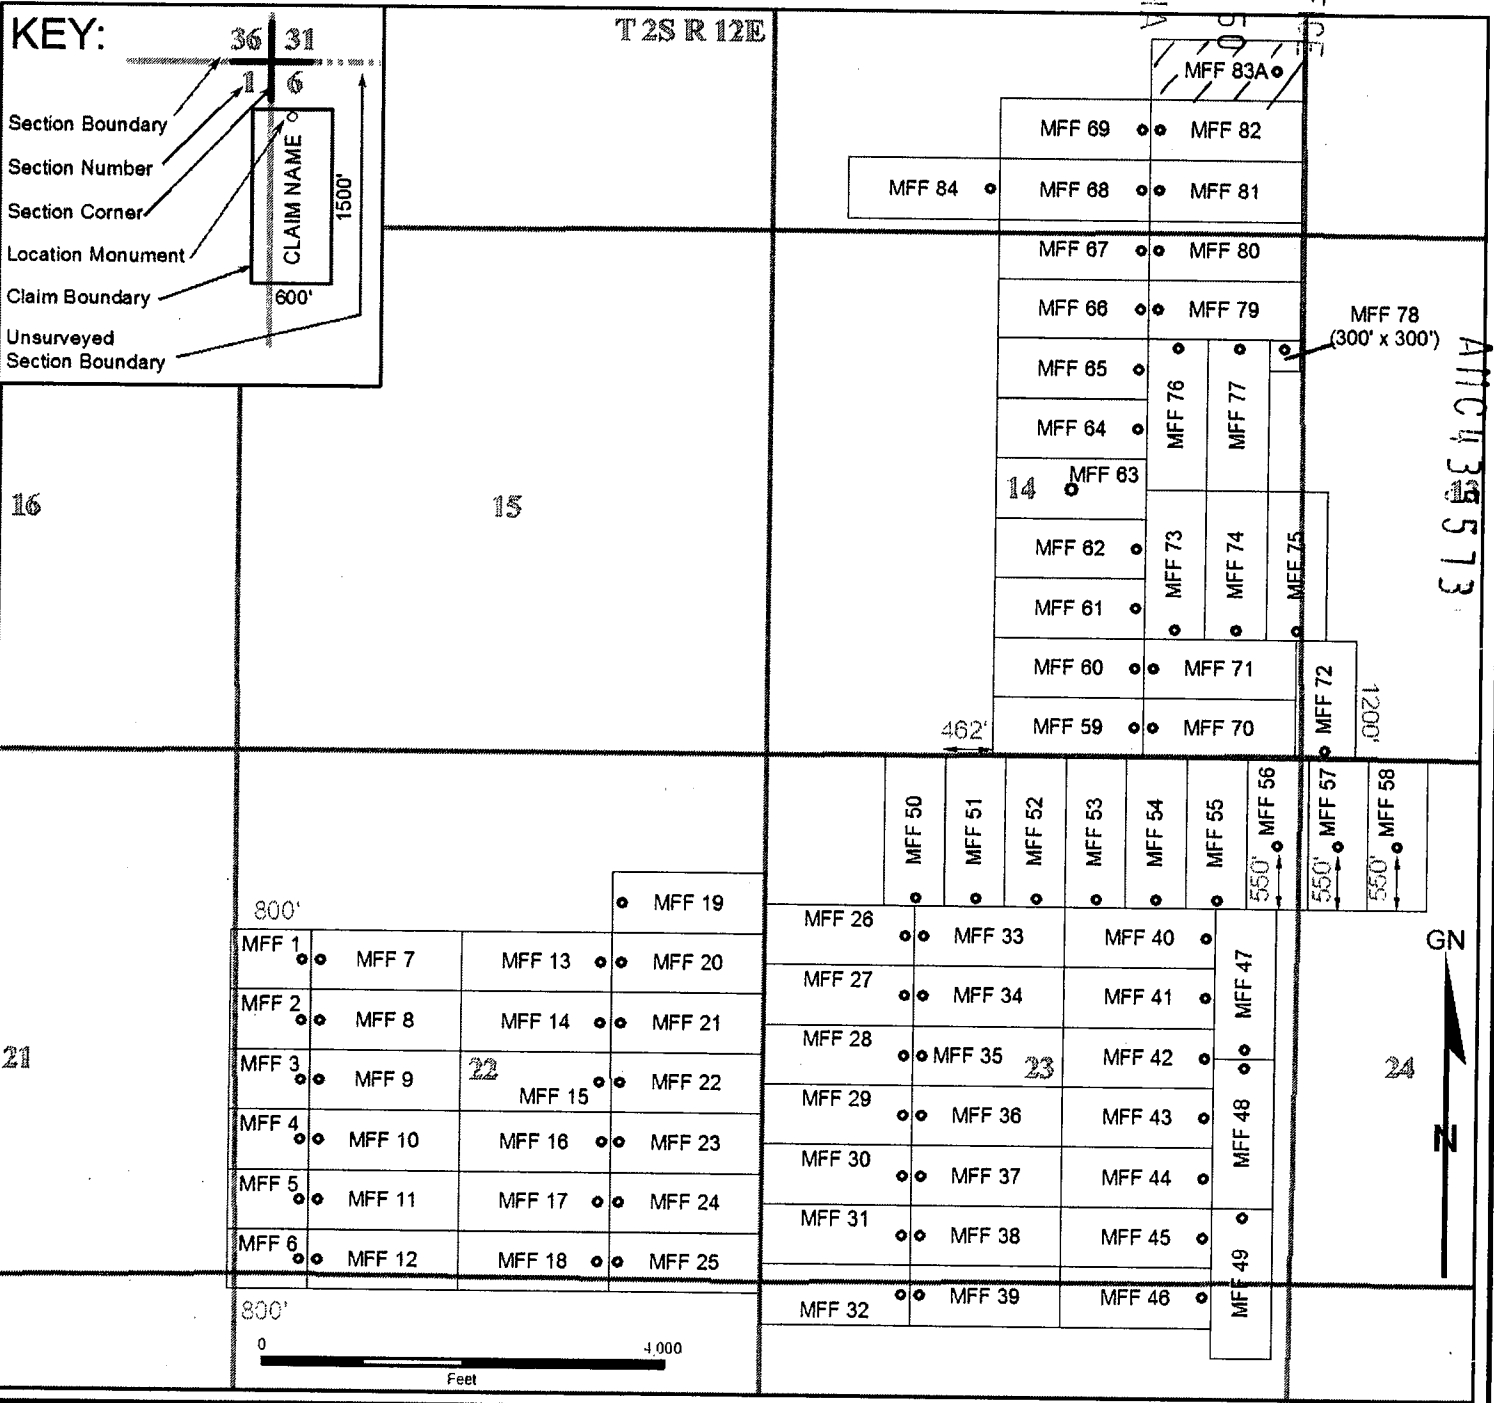 KEY:
36 31
1 6
Section Boundary
Section Number
Section Corner
Location Monument
Claim Boundary
Unsurveyed
Section Boundary
CLAIM NAME
1500'
600'
T 2S R 12E
MFF 83A
MFF 69
MFF 82
MFF 84
MFF 68
MFF 81
MFF 67
MFF 80
MFF 66
MFF 79
MFF 78
(300' x 300')
MFF 65
MFF 76
MFF 77
MFF 64
MFF 63
16
15
14
MFF 62
MFF 73
MFF 74
MFF 75
MFF 61
MFF 60
MFF 71
MFF 72
1200'
462'
MFF 59
MFF 70
MFF 50
MFF 51
MFF 52
MFF 53
MFF 54
MFF 55
MFF 56
MFF 57
MFF 58
550'
550'
550'
800'
MFF 19
MFF 26
MFF 33
MFF 40
MFF 47
GN
MFF 1
MFF 7
MFF 13
MFF 20
MFF 27
MFF 34
MFF 41
MFF 2
MFF 8
MFF 14
MFF 21
MFF 28
MFF 35
23
MFF 42
21
MFF 3
MFF 9
22
MFF 15
MFF 22
24
MFF 29
MFF 36
MFF 43
MFF 48
N
MFF 4
MFF 10
MFF 16
MFF 23
MFF 30
MFF 37
MFF 44
MFF 5
MFF 11
MFF 17
MFF 24
MFF 31
MFF 38
MFF 45
MFF 49
MFF 6
MFF 12
MFF 18
MFF 25
MFF 32
MFF 39
MFF 46
800'
0 4,000
Feet